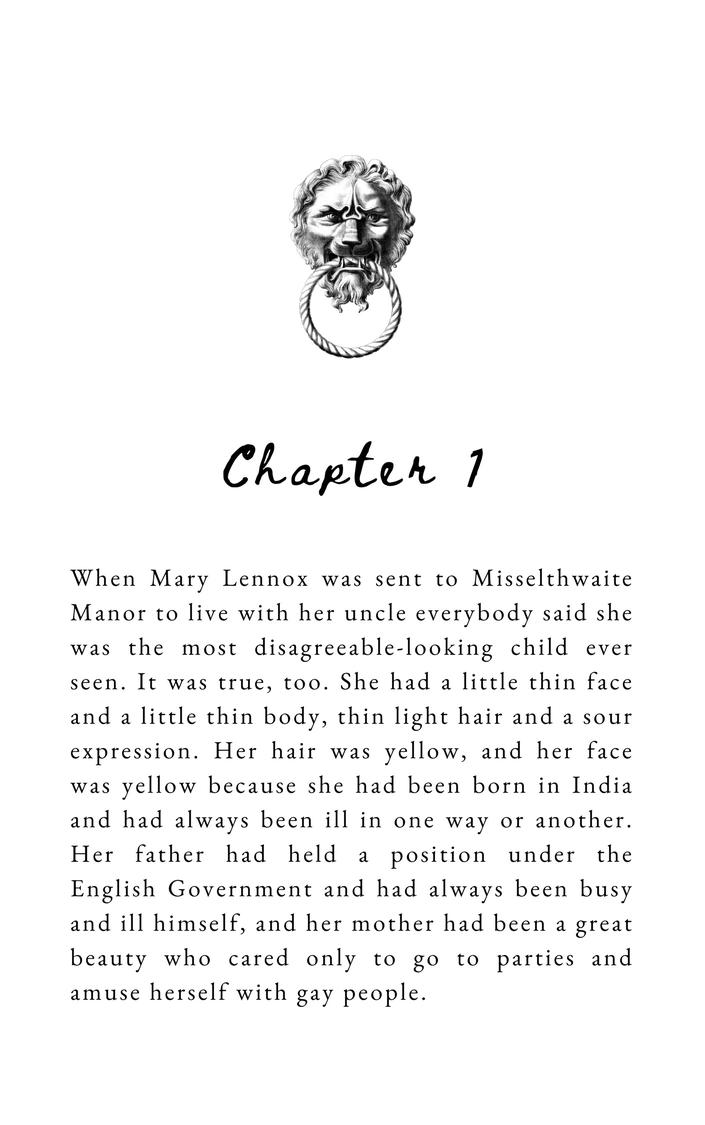 Chapter 1
When Mary Lennox was sent to Misselthwaite
Manor to live with her uncle everybody said she
was the most disagreeable-looking child ever
seen. It was true, too. She had a little thin face
and a little thin body, thin light hair and a sour
expression. Her hair was yellow, and her face
was yellow because she had been born in India
and had always been ill in one way or another.
Her father had held a position under the
English Government and had always been busy
and ill himself, and her mother had been a great
beauty who cared only to go to parties and
amuse herself with gay people.